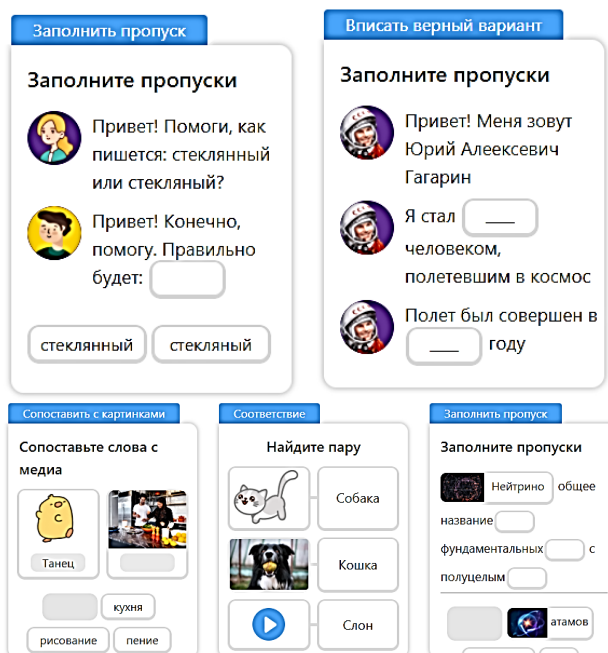 Заполнить пропуск
Заполните пропуски
Привет! Помоги, как
пишется: стеклянный
или стекляный?
Привет! Конечно,
помогу. Правильно
будет:
стеклянный
стекляный
Вписать верный вариант
Заполните пропуски
Привет! Меня зовут
Юрий Алеексевич
Гагарин
Я стал ___
человеком,
полетевшим в космос
Полет был совершен в
___ году
Сопоставить с картинками
Сопоставьте слова с
медиа
Танец
кухня
рисование
пение
Соответствие
Найдите пару
Собака
Кошка
Слон
Заполнить пропуск
Заполните пропуски
Нейтрино общее
название
фундаментальных с
полуцелым
атамов